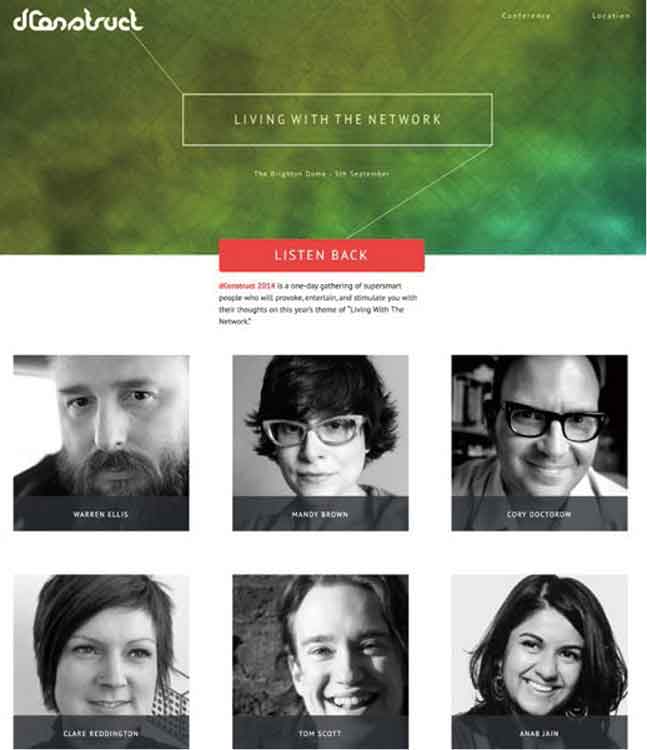 dConstruct
Conference
Location
LIVING WITH THE NETWORK
The Brighton Dome - 5th September
LISTEN BACK
dConstruct 2014 is a one-day gathering of supersmart
people who will provoke, entertain, and stimulate you with
their thoughts on this year's theme of "Living With The
Network."
WARREN ELLIS
MANDY BROWN
CORY DOCTOROW
CLARE REDDINGTON
TOM SCOTT
ANAB JAIN